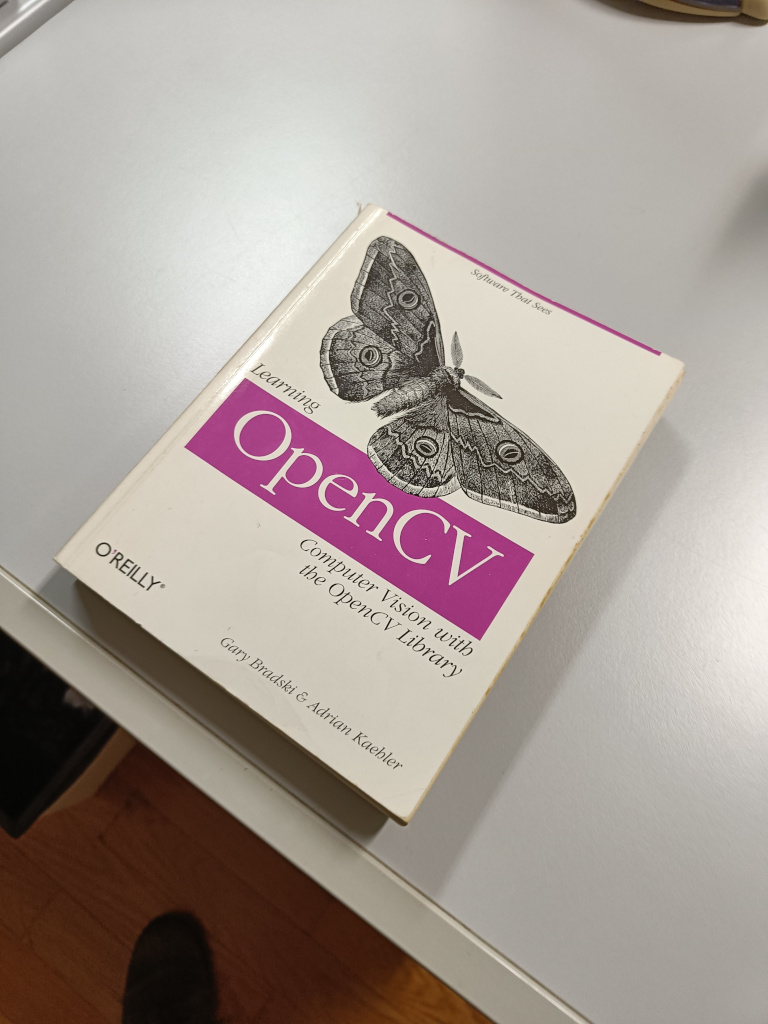 Software That Sees
Learning
OpenCV
Computer Vision with
the OpenCV Library
O'REILLY®
Gary Bradski & Adrian Kaehler